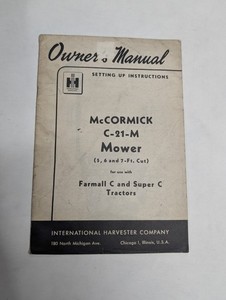 Owner's Manual
SETTING UP INSTRUCTIONS
McCORMICK
C-21-M
Mower
(5, 6 and 7-Ft. Cut)
for use with
Farmall C and Super C
Tractors
INTERNATIONAL HARVESTER COMPANY
180 North Michigan Ave. Chicago 1, Illinois, U.S.A.